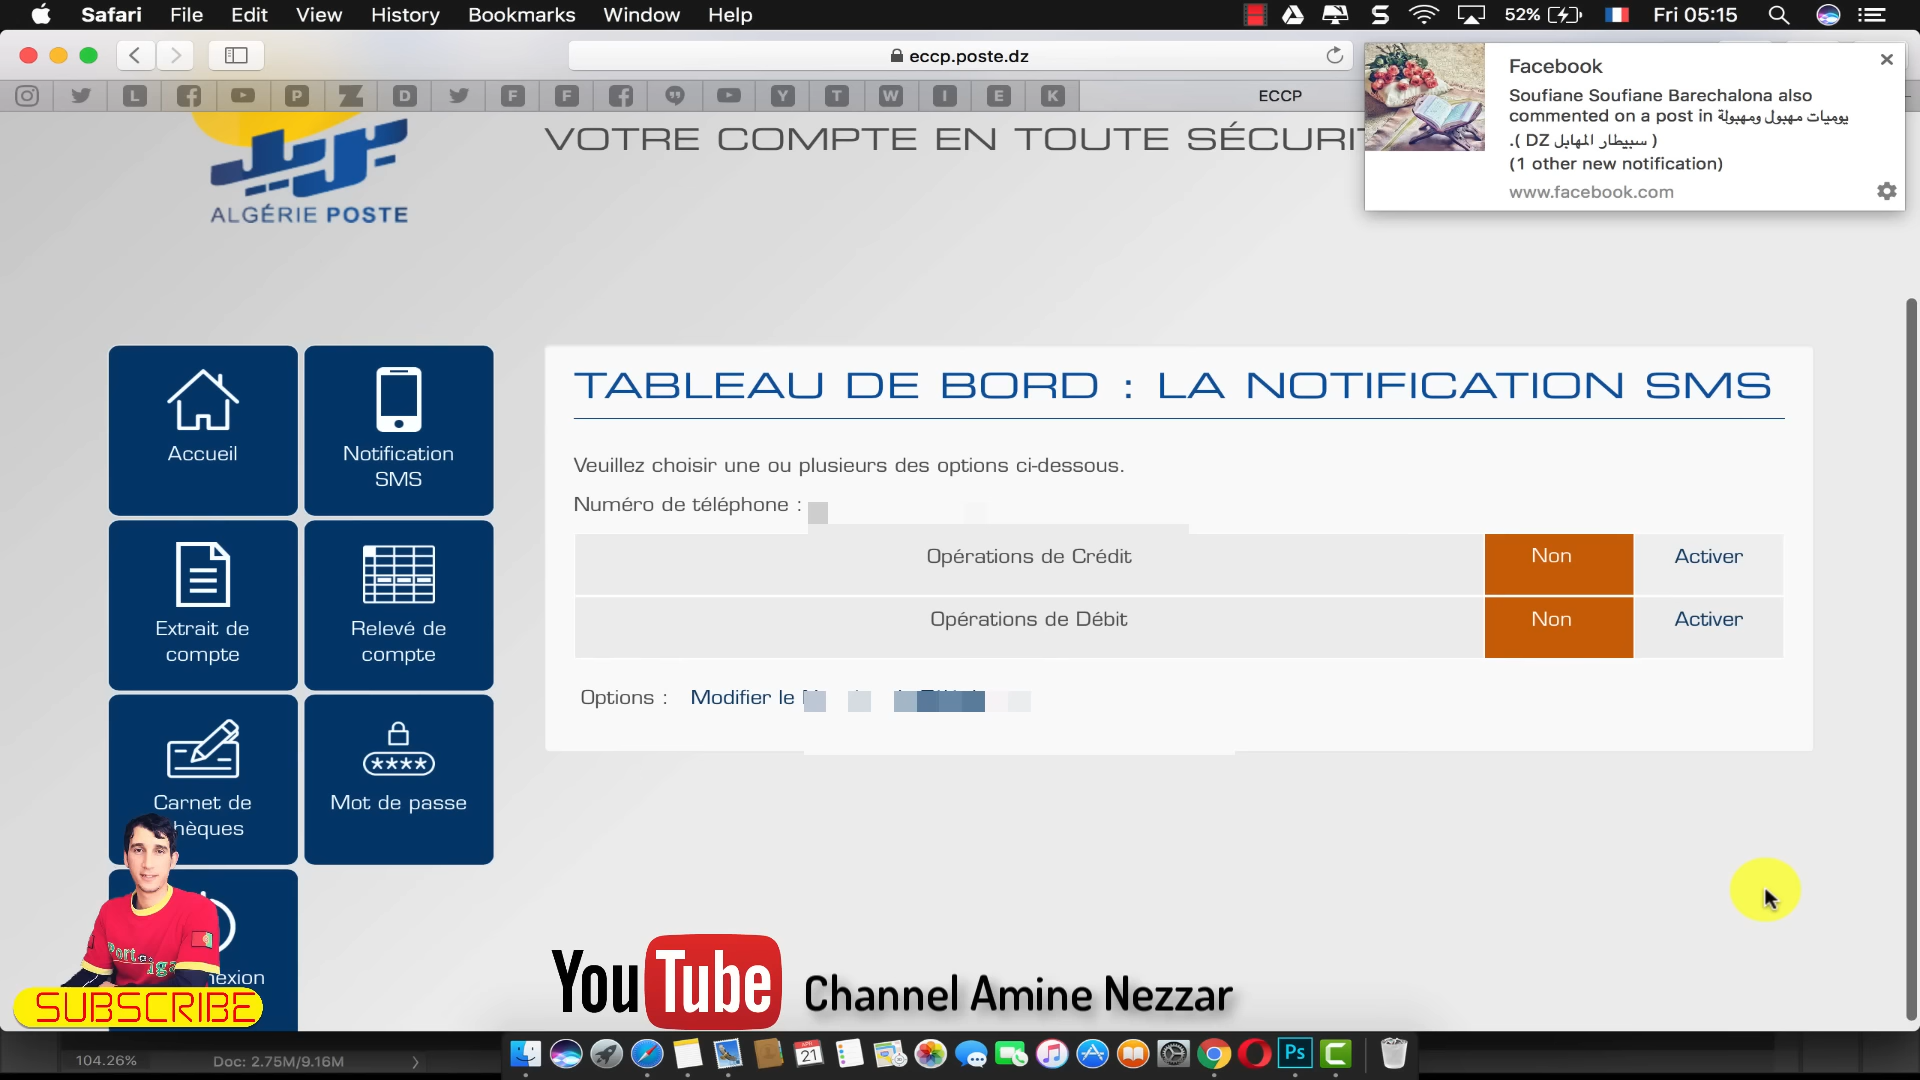 Safari File Edit View History Bookmarks Window Help
52% Fri 05:15
eccp.poste.dz
L P D F F Y T W I E K
ECCP
Facebook
Soufiane Soufiane Barechalona also
commented on a post in يوميات مهبول ومهبولة
( سبيطار المهابل DZ ).
(1 other new notification)
www.facebook.com
بريد
ALGÉRIE POSTE
VOTRE COMPTE EN TOUTE SÉCURI
Accueil
Notification
SMS
Extrait de
compte
Relevé de
compte
Carnet de
hèques
****
Mot de passe
nexion
TABLEAU DE BORD : LA NOTIFICATION SMS
Veuillez choisir une ou plusieurs des options ci-dessous.
Numéro de téléphone :
Opérations de Crédit Non Activer
Opérations de Débit Non Activer
Options : Modifier le
SUBSCRIBE
YouTube Channel Amine Nezzar
104.26% Doc: 2.75M/9.16M
21
Ps